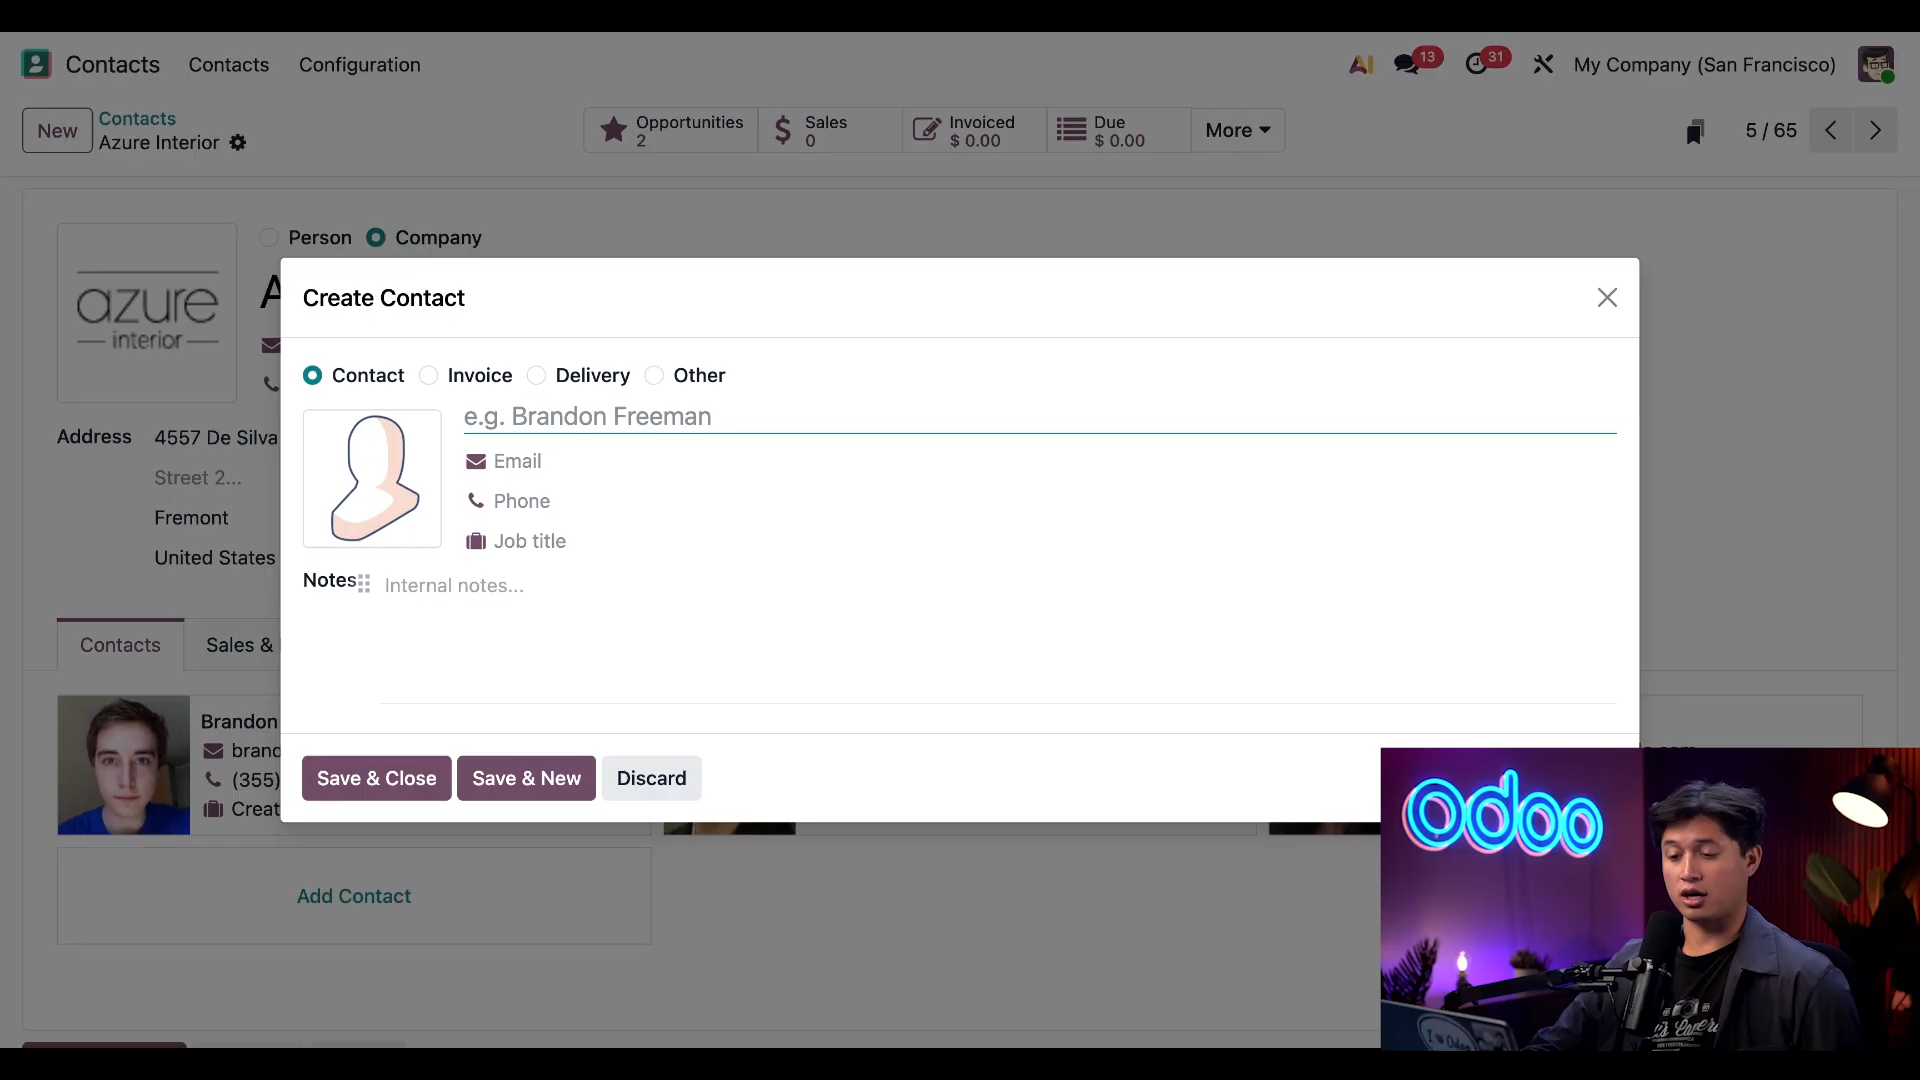 Contacts Contacts Configuration 13 31 My Company (San Francisco)
New Contacts Opportunities 2 Sales 0 Invoiced $ 0.00 Due $ 0.00 More 5 / 65
Azure Interior
Person Company
azure
interior
A
Create Contact
Contact Invoice Delivery Other
e.g. Brandon Freeman
Email
Phone
Job title
Notes Internal notes...
Address 4557 De Silva
Street 2...
Fremont
United States
Contacts Sales &
Brandon
brand
(355)
Creat
Save & Close Save & New Discard
Add Contact
odoo